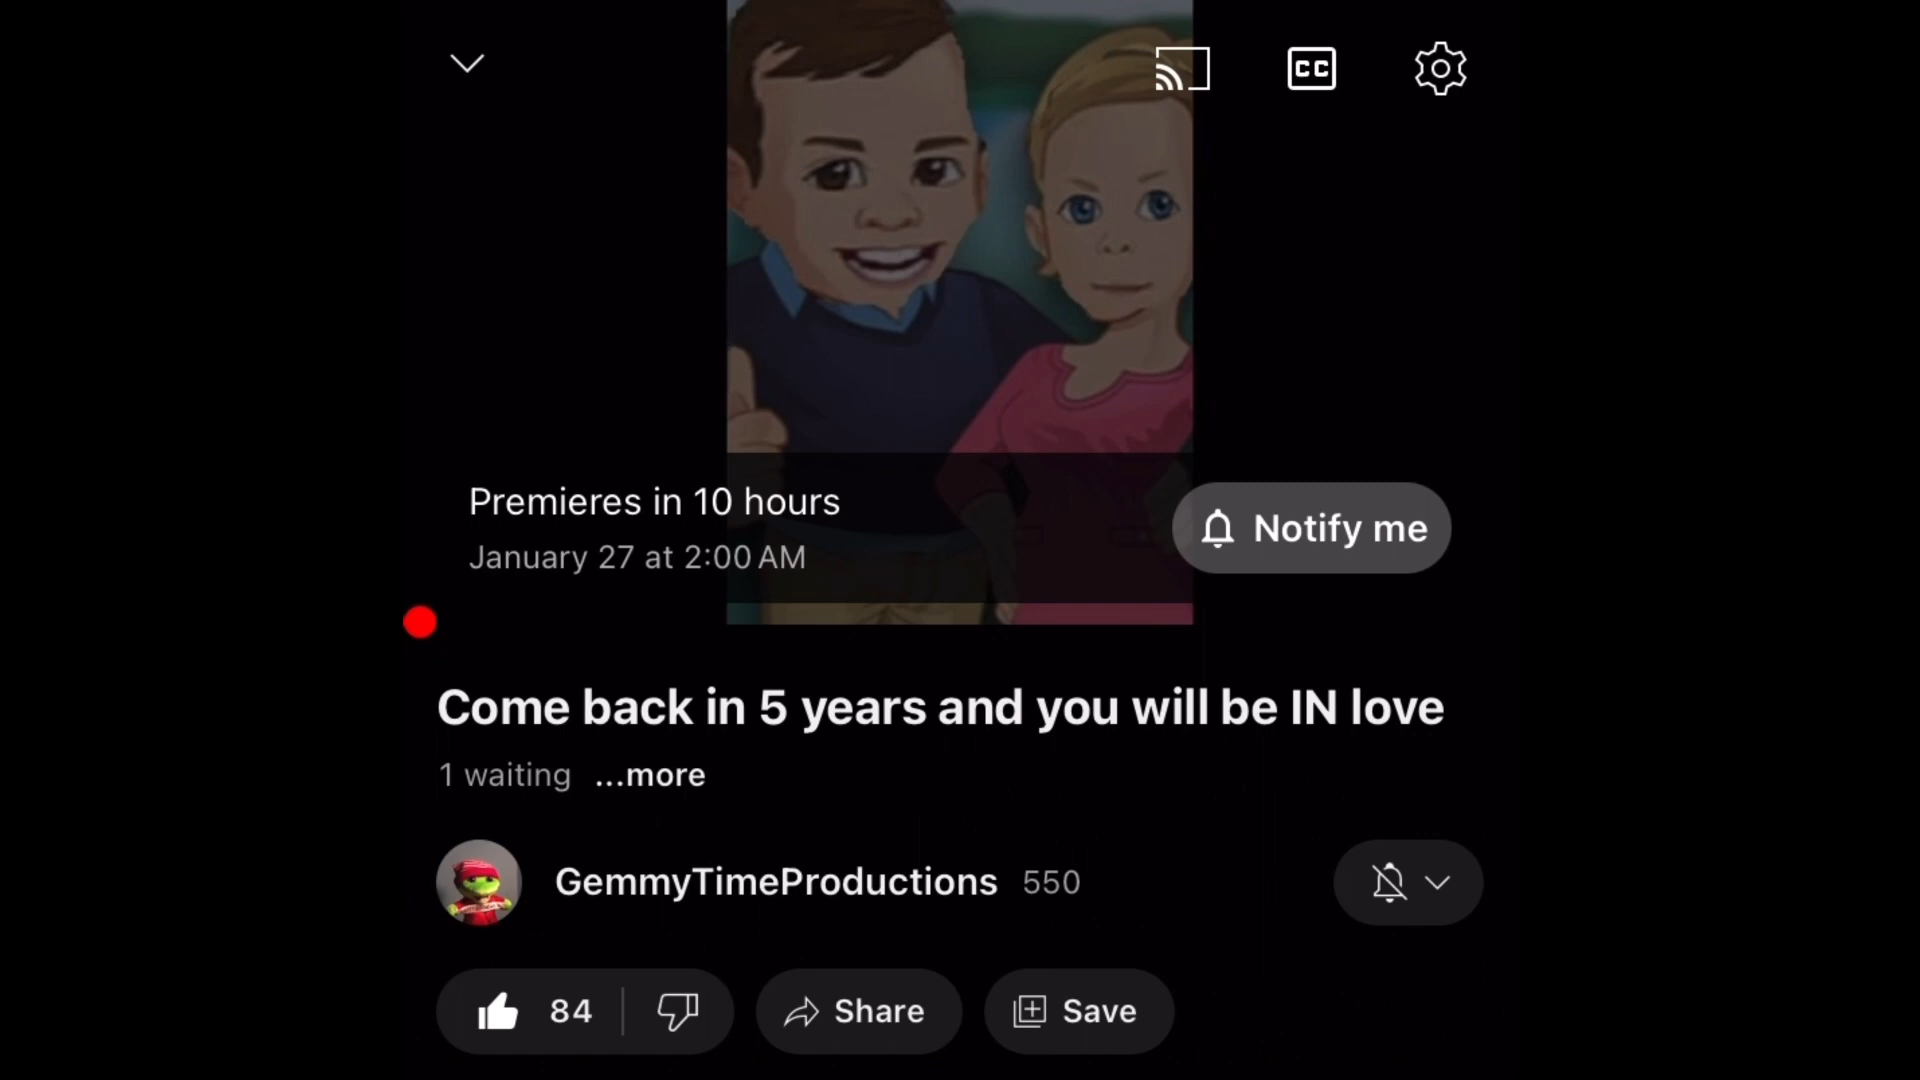 CC
Premieres in 10 hours
January 27 at 2:00 AM
Notify me
Come back in 5 years and you will be IN love
1 waiting ...more
GemmyTimeProductions 550
84 Share Save